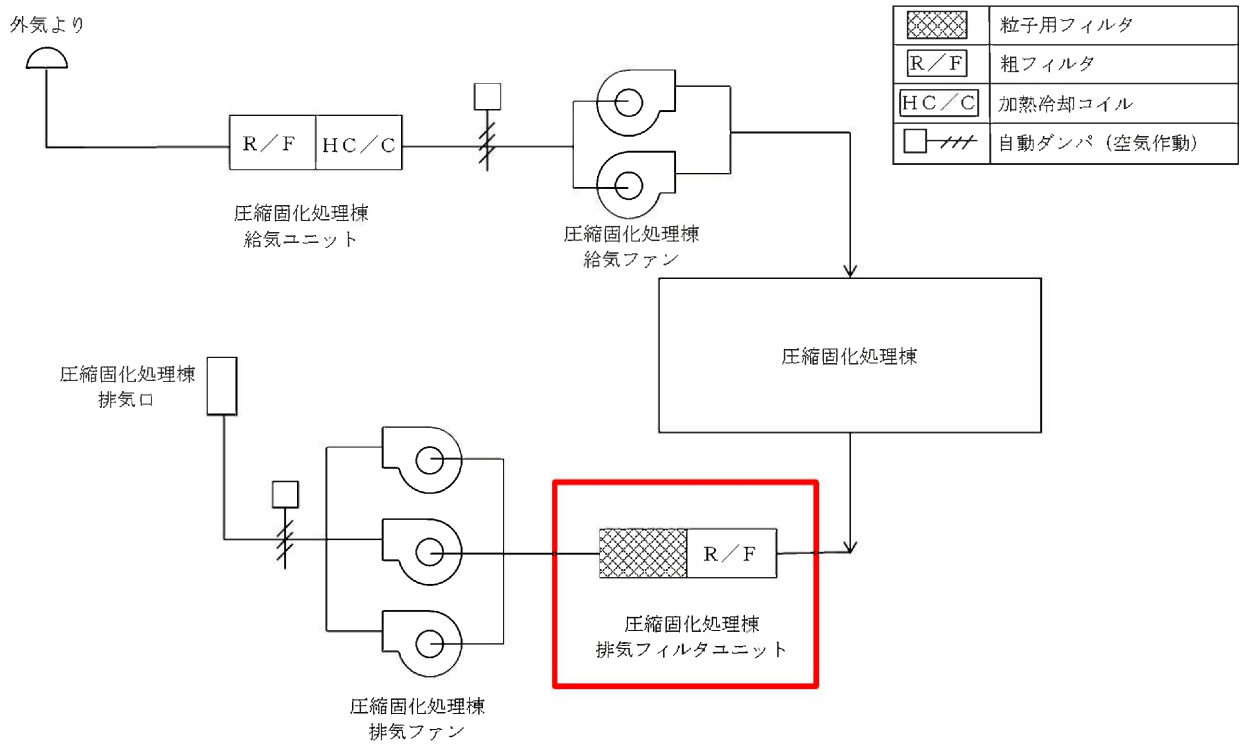 外気より
粒子用フィルタ
R／F
粗フィルタ
HC／C
加熱冷却コイル
自動ダンパ（空気作動）
R／F
HC／C
圧縮固化処理棟
給気ユニット
圧縮固化処理棟
給気ファン
圧縮固化処理棟
圧縮固化処理棟
排気口
R／F
圧縮固化処理棟
排気フィルタユニット
圧縮固化処理棟
排気ファン